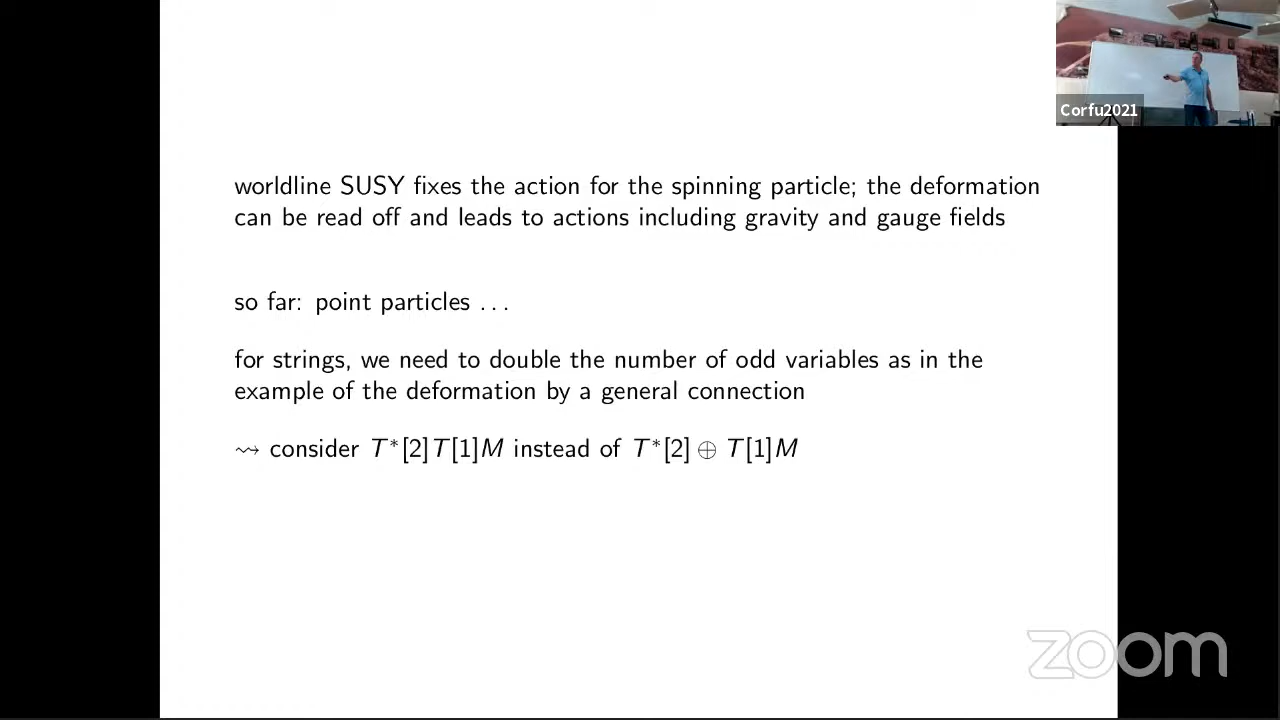 Corfu2021
worldline SUSY fixes the action for the spinning particle; the deformation
can be read off and leads to actions including gravity and gauge fields
so far: point particles ...
for strings, we need to double the number of odd variables as in the
example of the deformation by a general connection
⇝ consider T*[2]T[1]M instead of T*[2] ⊕ T[1]M
zoom